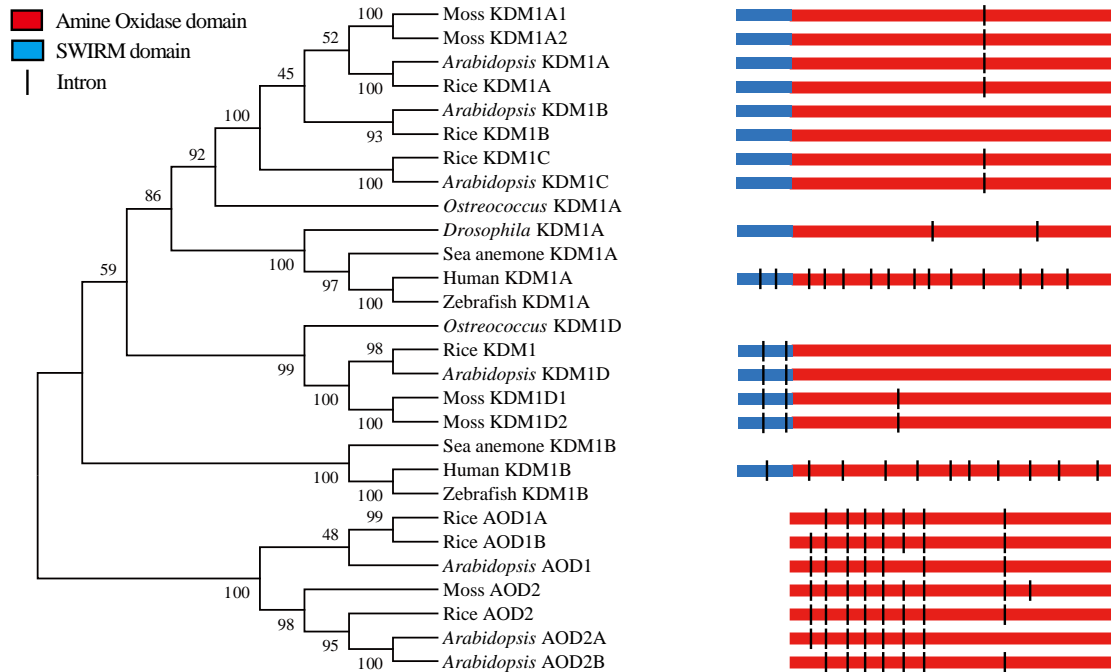 Amine Oxidase domain
SWIRM domain
Intron
100
Moss KDM1A1
Moss KDM1A2
52
Arabidopsis KDM1A
100
Rice KDM1A
45
Arabidopsis KDM1B
93
Rice KDM1B
100
Rice KDM1C
100
Arabidopsis KDM1C
92
Ostreococcus KDM1A
86
Drosophila KDM1A
100
Sea anemone KDM1A
97
Human KDM1A
100
Zebrafish KDM1A
59
Ostreococcus KDM1D
99
98
Rice KDM1
Arabidopsis KDM1D
100
Moss KDM1D1
100
Moss KDM1D2
Sea anemone KDM1B
100
Human KDM1B
100
Zebrafish KDM1B
99
Rice AOD1A
48
Rice AOD1B
Arabidopsis AOD1
100
Moss AOD2
98
Rice AOD2
95
Arabidopsis AOD2A
100
Arabidopsis AOD2B